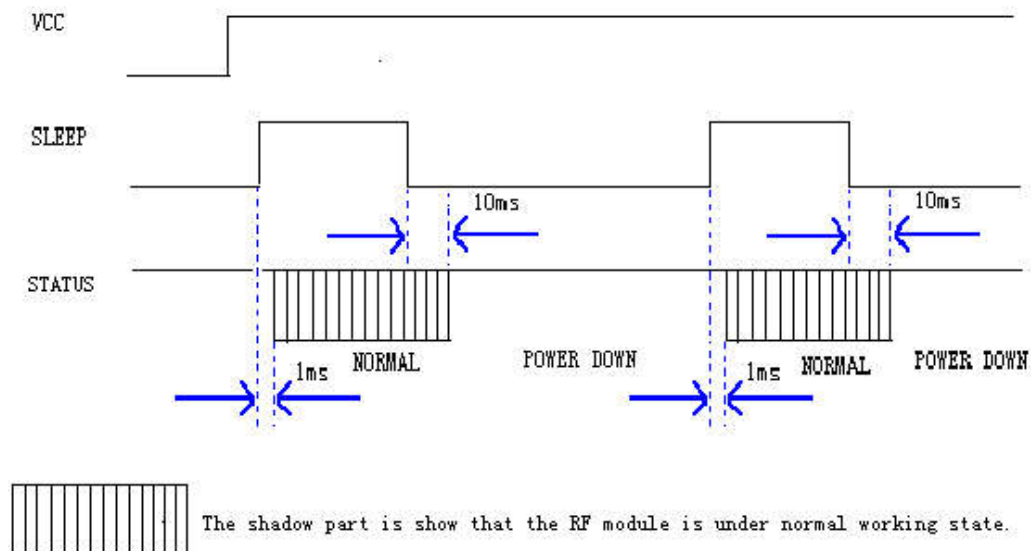 VCC
SLEEP
10ms
10ms
STATUS
1ms
NORMAL
POWER DOWN
1ms
NORMAL
POWER DOWN
The shadow part is show that the RF module is under normal working state.